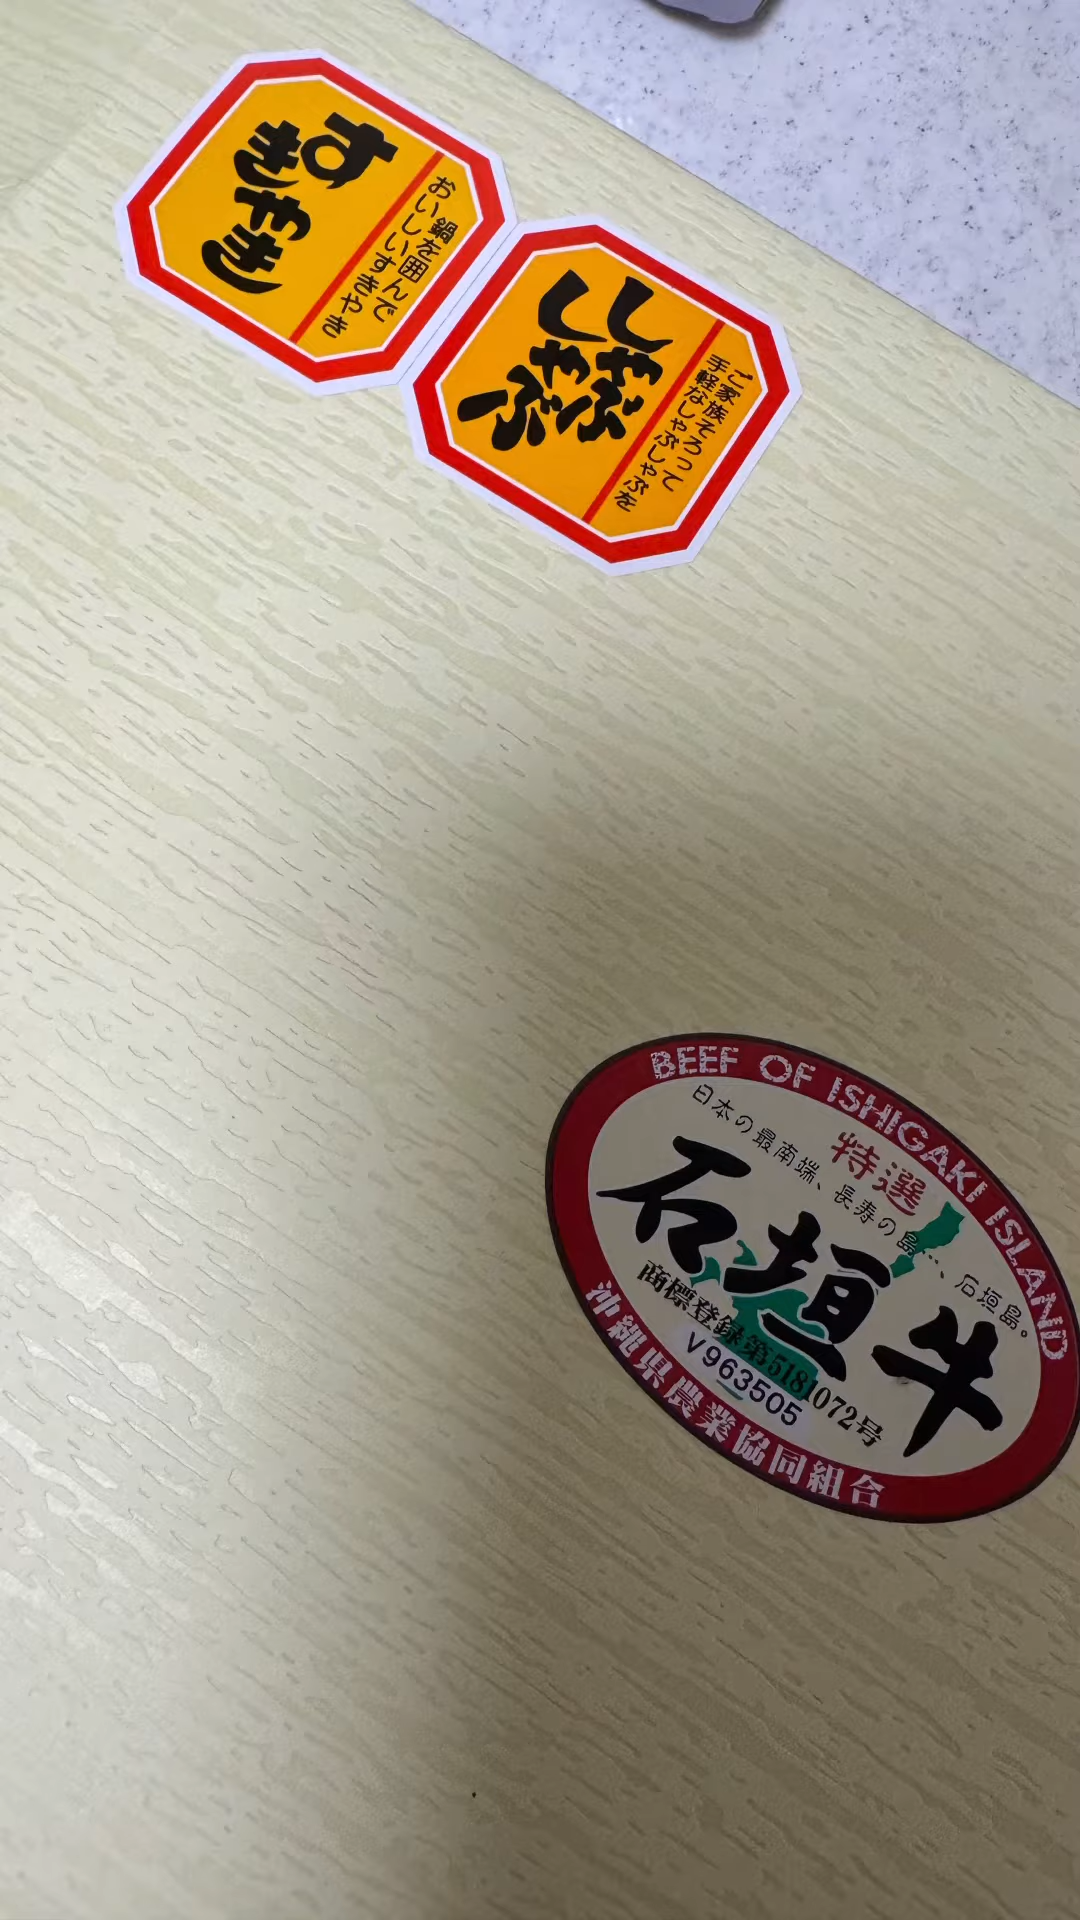 すきやき
鍋を囲んで
おいしいすきやき
しゃぶ
しゃぶ
ご家族そろって
手軽なしゃぶしゃぶを
BEEF OF ISHIGAKI ISLAND
特選
日本の最南端、長寿の島…、石垣島。
石垣牛
商標登録第5181072号
V963505
沖縄県農業協同組合